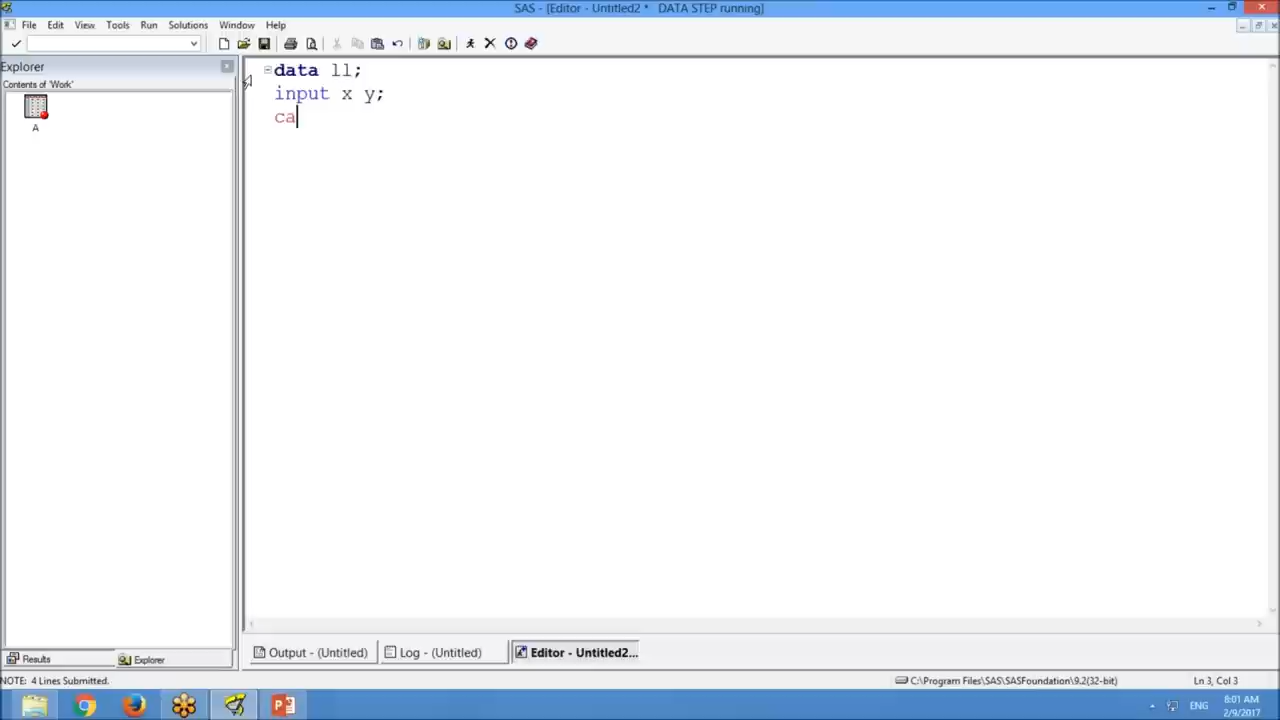 SAS - [Editor - Untitled2 * DATA STEP running]
File Edit View Tools Run Solutions Window Help
Explorer
Contents of 'Work'
A
data ll;
input x y;
ca
Results
Explorer
Output - (Untitled)
Log - (Untitled)
Editor - Untitled2...
NOTE: 4 Lines Submitted.
C:\Program Files\SAS\SASFoundation\9.2(32-bit)
Ln 3, Col 3
ENG
8:01 AM
2/9/2017